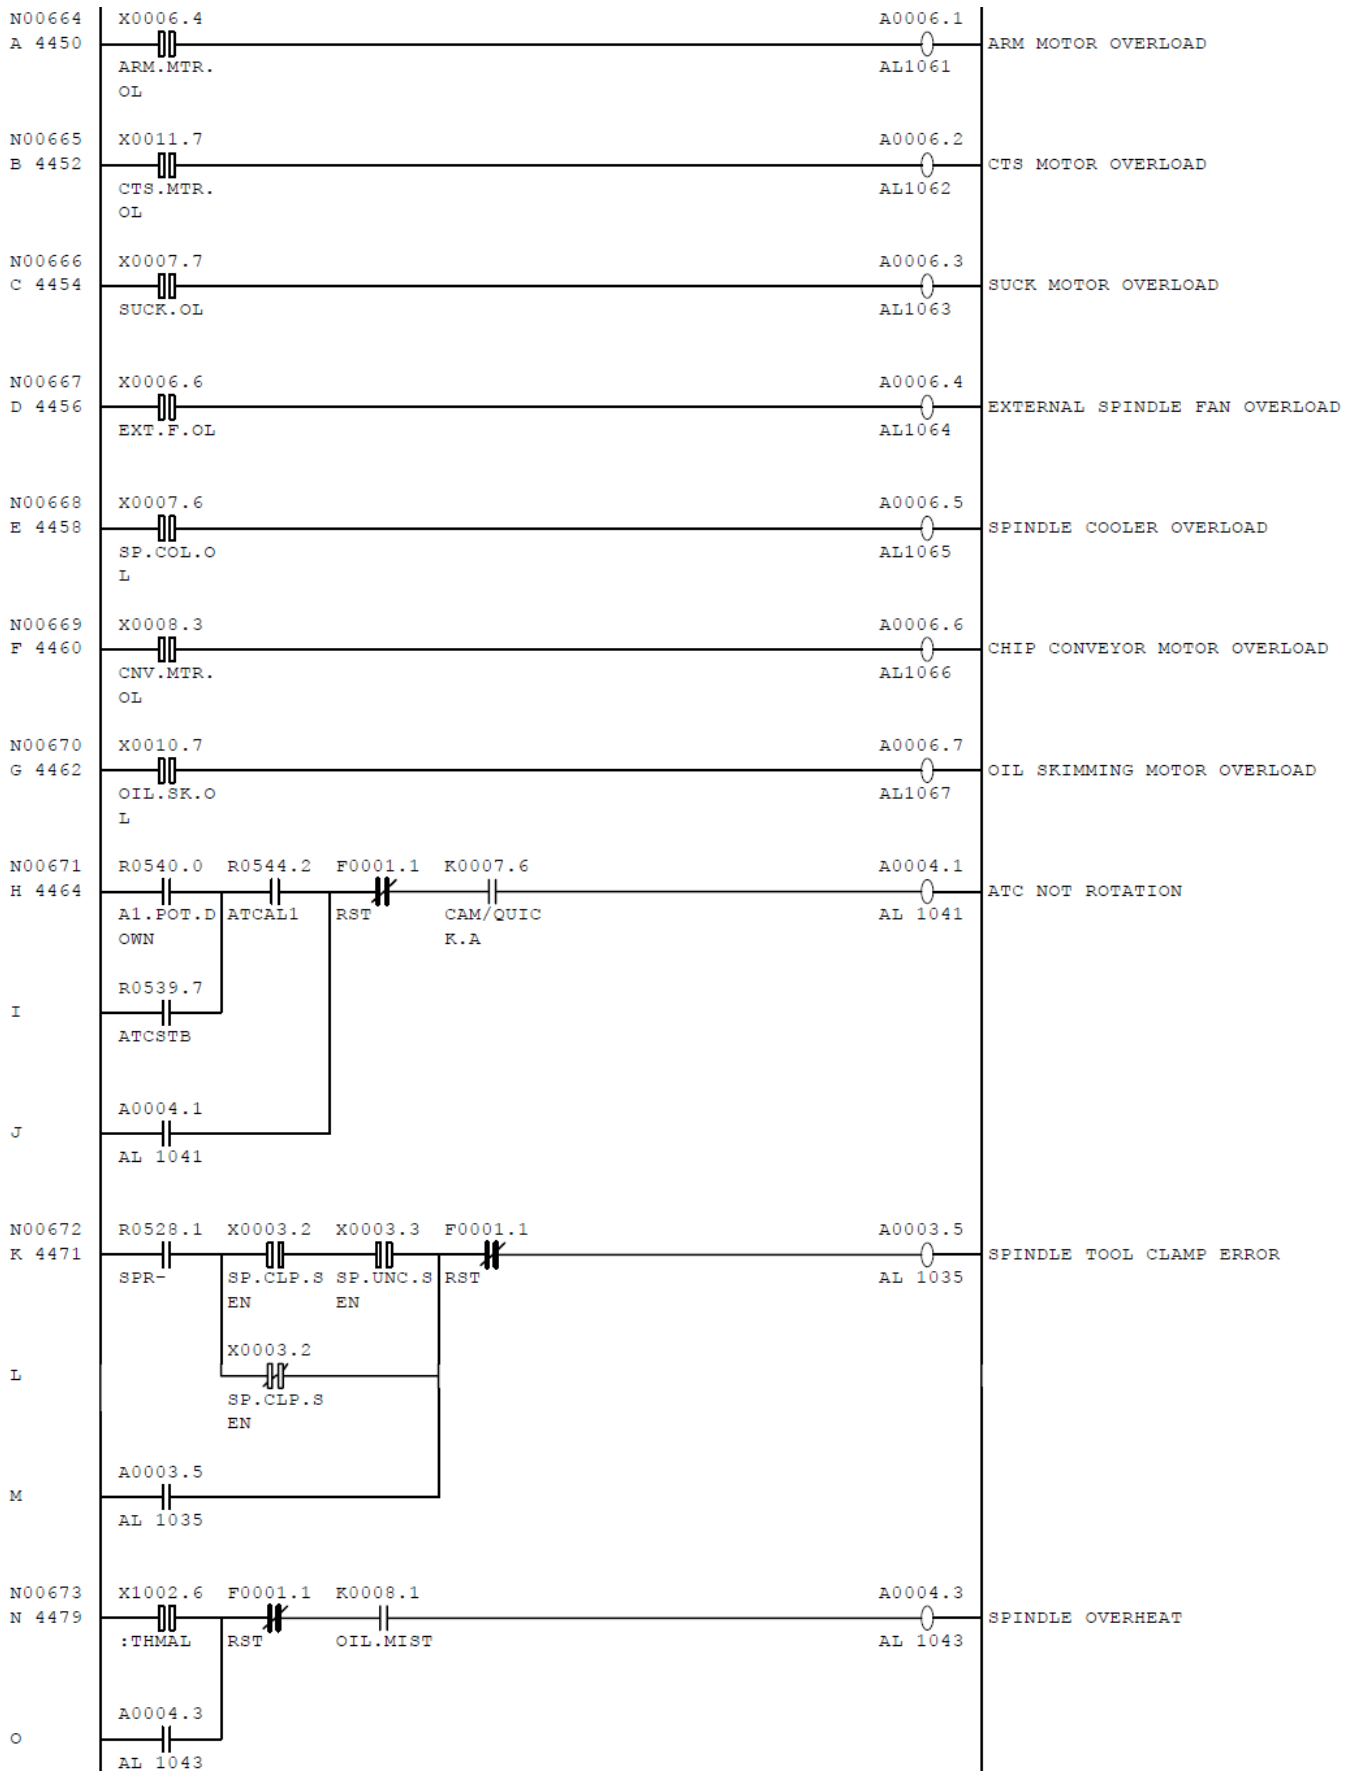 N00664 X0006.4 A0006.1
A 4450 ARM MOTOR OVERLOAD
ARM.MTR. AL1061
OL
N00665 X0011.7 A0006.2
B 4452 CTS MOTOR OVERLOAD
CTS.MTR. AL1062
OL
N00666 X0007.7 A0006.3
C 4454 SUCK MOTOR OVERLOAD
SUCK.OL AL1063
N00667 X0006.6 A0006.4
D 4456 EXTERNAL SPINDLE FAN OVERLOAD
EXT.F.OL AL1064
N00668 X0007.6 A0006.5
E 4458 SPINDLE COOLER OVERLOAD
SP.COL.O AL1065
L
N00669 X0008.3 A0006.6
F 4460 CHIP CONVEYOR MOTOR OVERLOAD
CNV.MTR. AL1066
OL
N00670 X0010.7 A0006.7
G 4462 OIL SKIMMING MOTOR OVERLOAD
OIL.SK.O AL1067
L
N00671 R0540.0 R0544.2 F0001.1 K0007.6 A0004.1
H 4464 ATC NOT ROTATION
A1.POT.D ATCAL1 RST CAM/QUIC AL 1041
OWN K.A
R0539.7
I
ATCSTB
A0004.1
J
AL 1041
N00672 R0528.1 X0003.2 X0003.3 F0001.1 A0003.5
K 4471 SPINDLE TOOL CLAMP ERROR
SPR- SP.CLP.S SP.UNC.S RST AL 1035
EN EN
X0003.2
L
SP.CLP.S
EN
A0003.5
M
AL 1035
N00673 X1002.6 F0001.1 K0008.1 A0004.3
N 4479 SPINDLE OVERHEAT
:THMAL RST OIL.MIST AL 1043
A0004.3
O
AL 1043